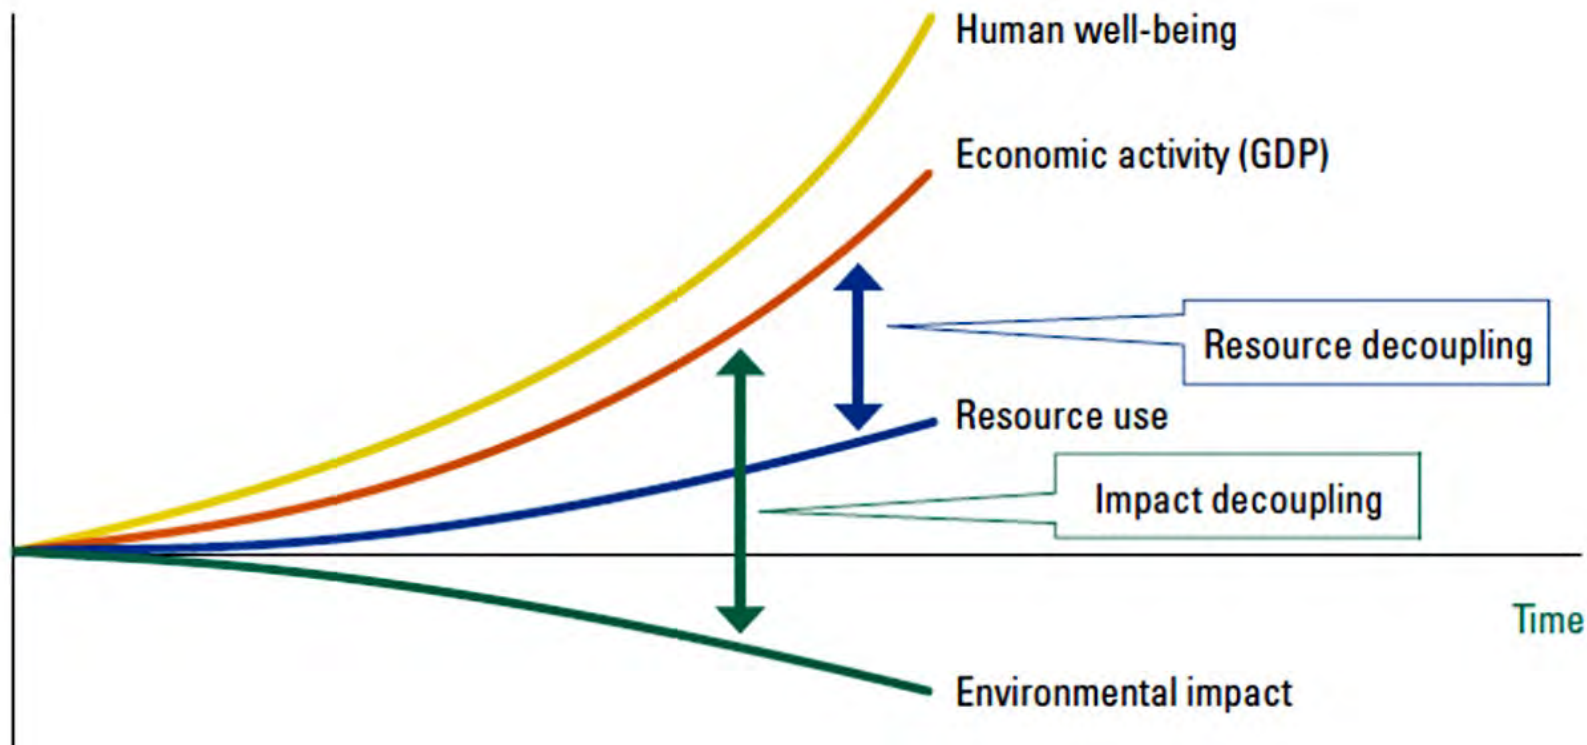 Human well-being
Economic activity (GDP)
Resource decoupling
Resource use
Impact decoupling
Time
Environmental impact